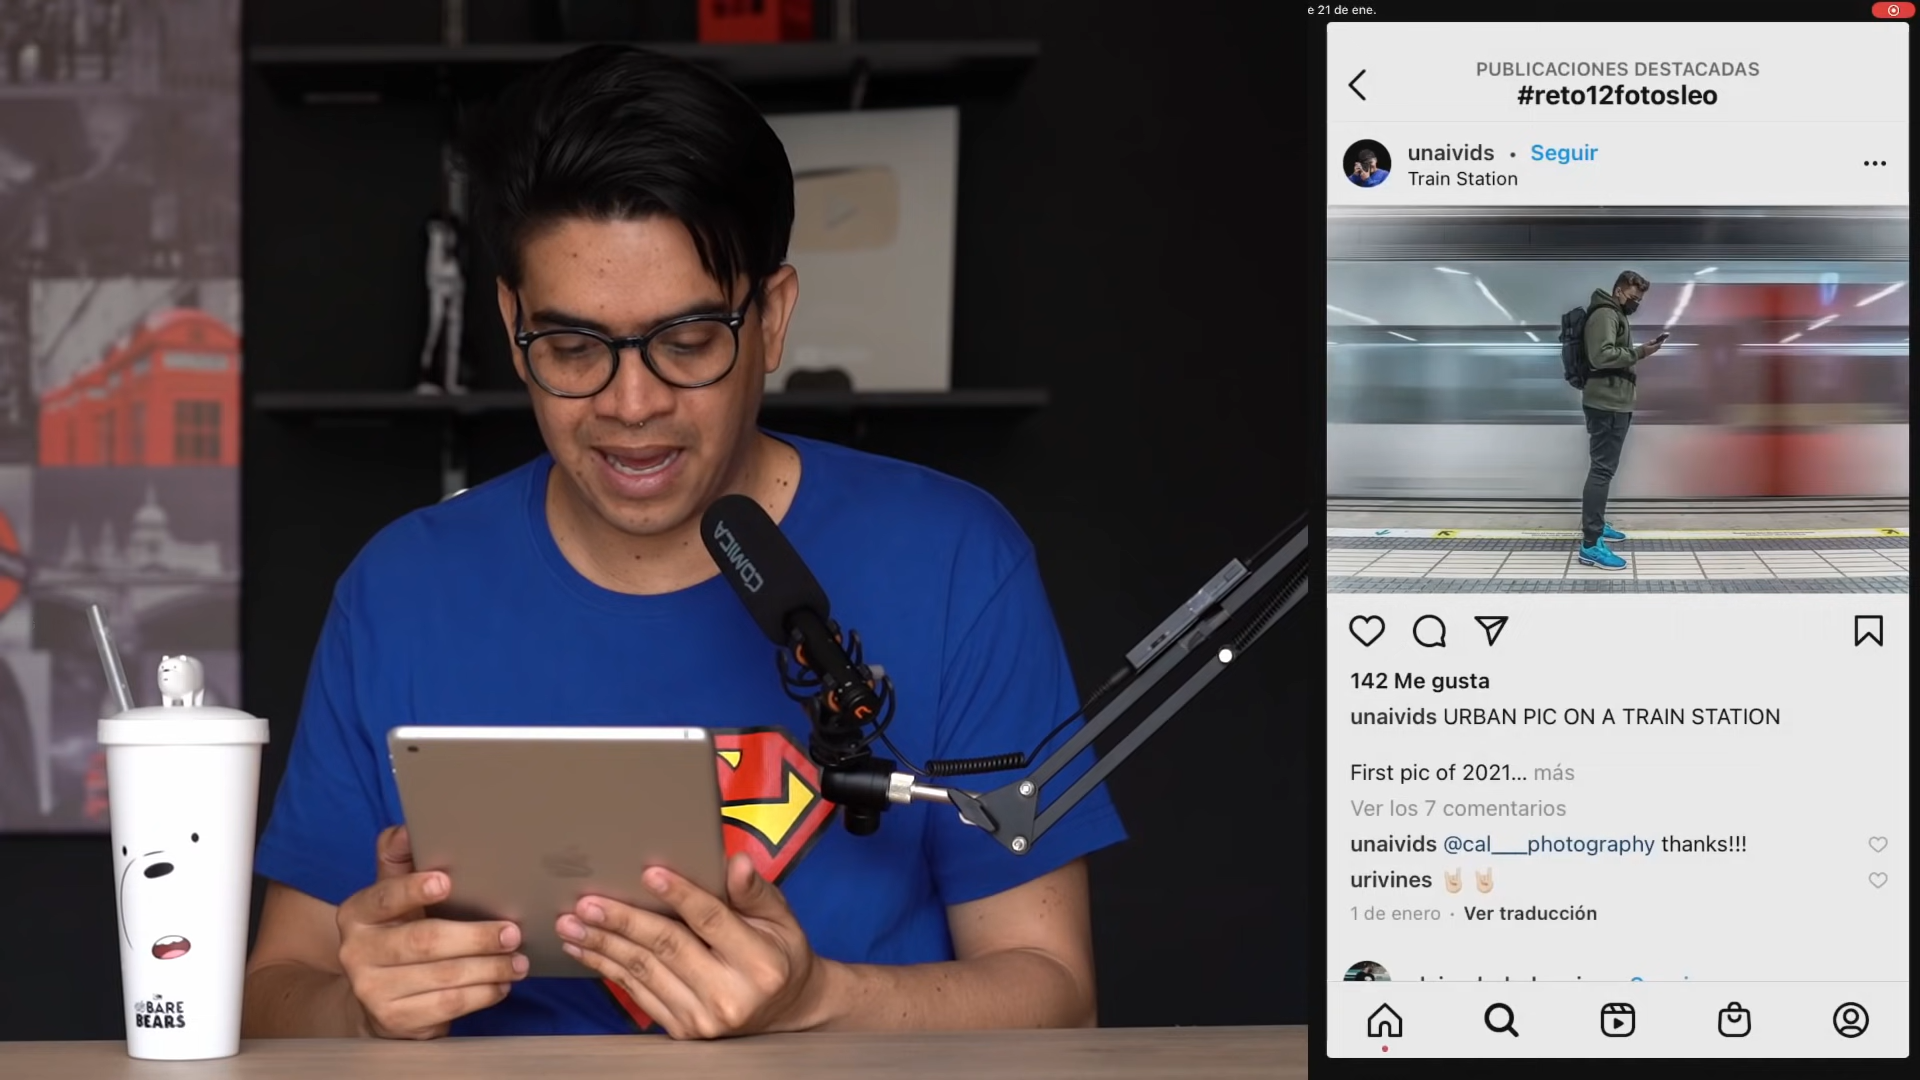 e 21 de ene.
PUBLICACIONES DESTACADAS
#reto12fotosleo
unaivids • Seguir
Train Station
142 Me gusta
unaivids URBAN PIC ON A TRAIN STATION
First pic of 2021... más
Ver los 7 comentarios
unaivids @cal___photography thanks!!!
urivines 🤘🏻 🤘🏻
1 de enero · Ver traducción
COMICA
BARE
BEARS